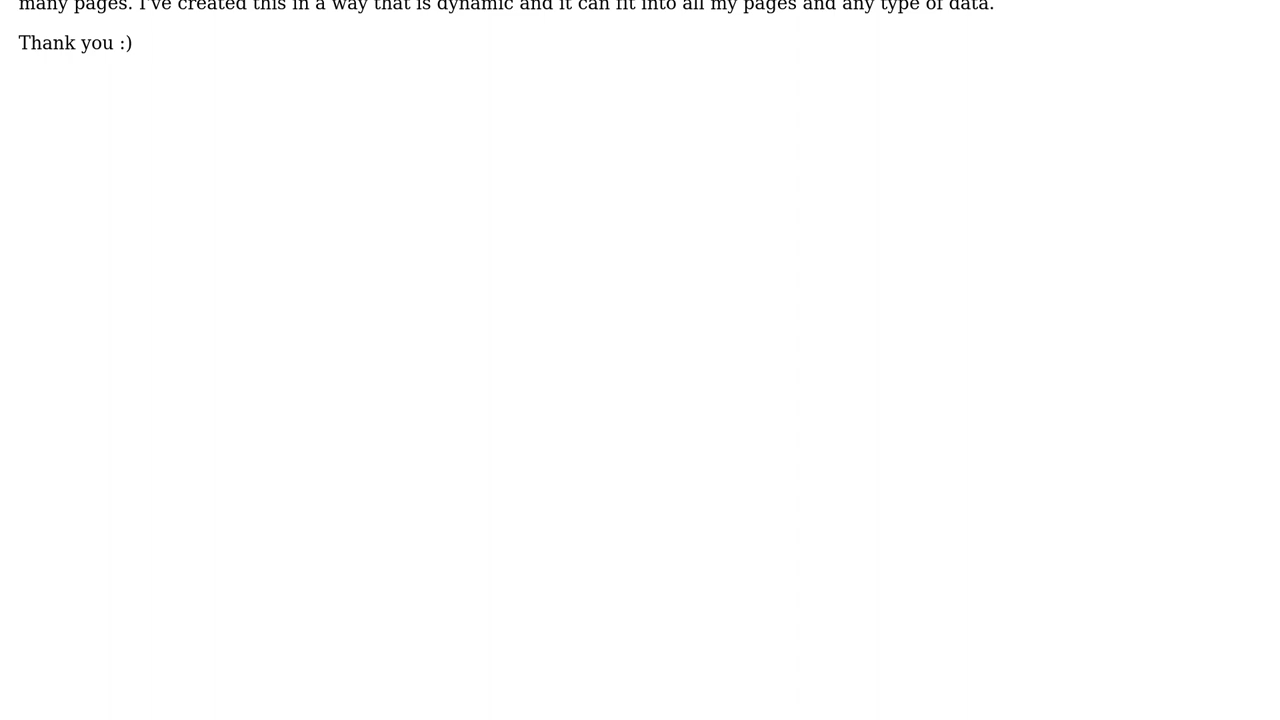 many pages. I've created this in a way that is dynamic and it can fit into all my pages and any type of data.
Thank you :)